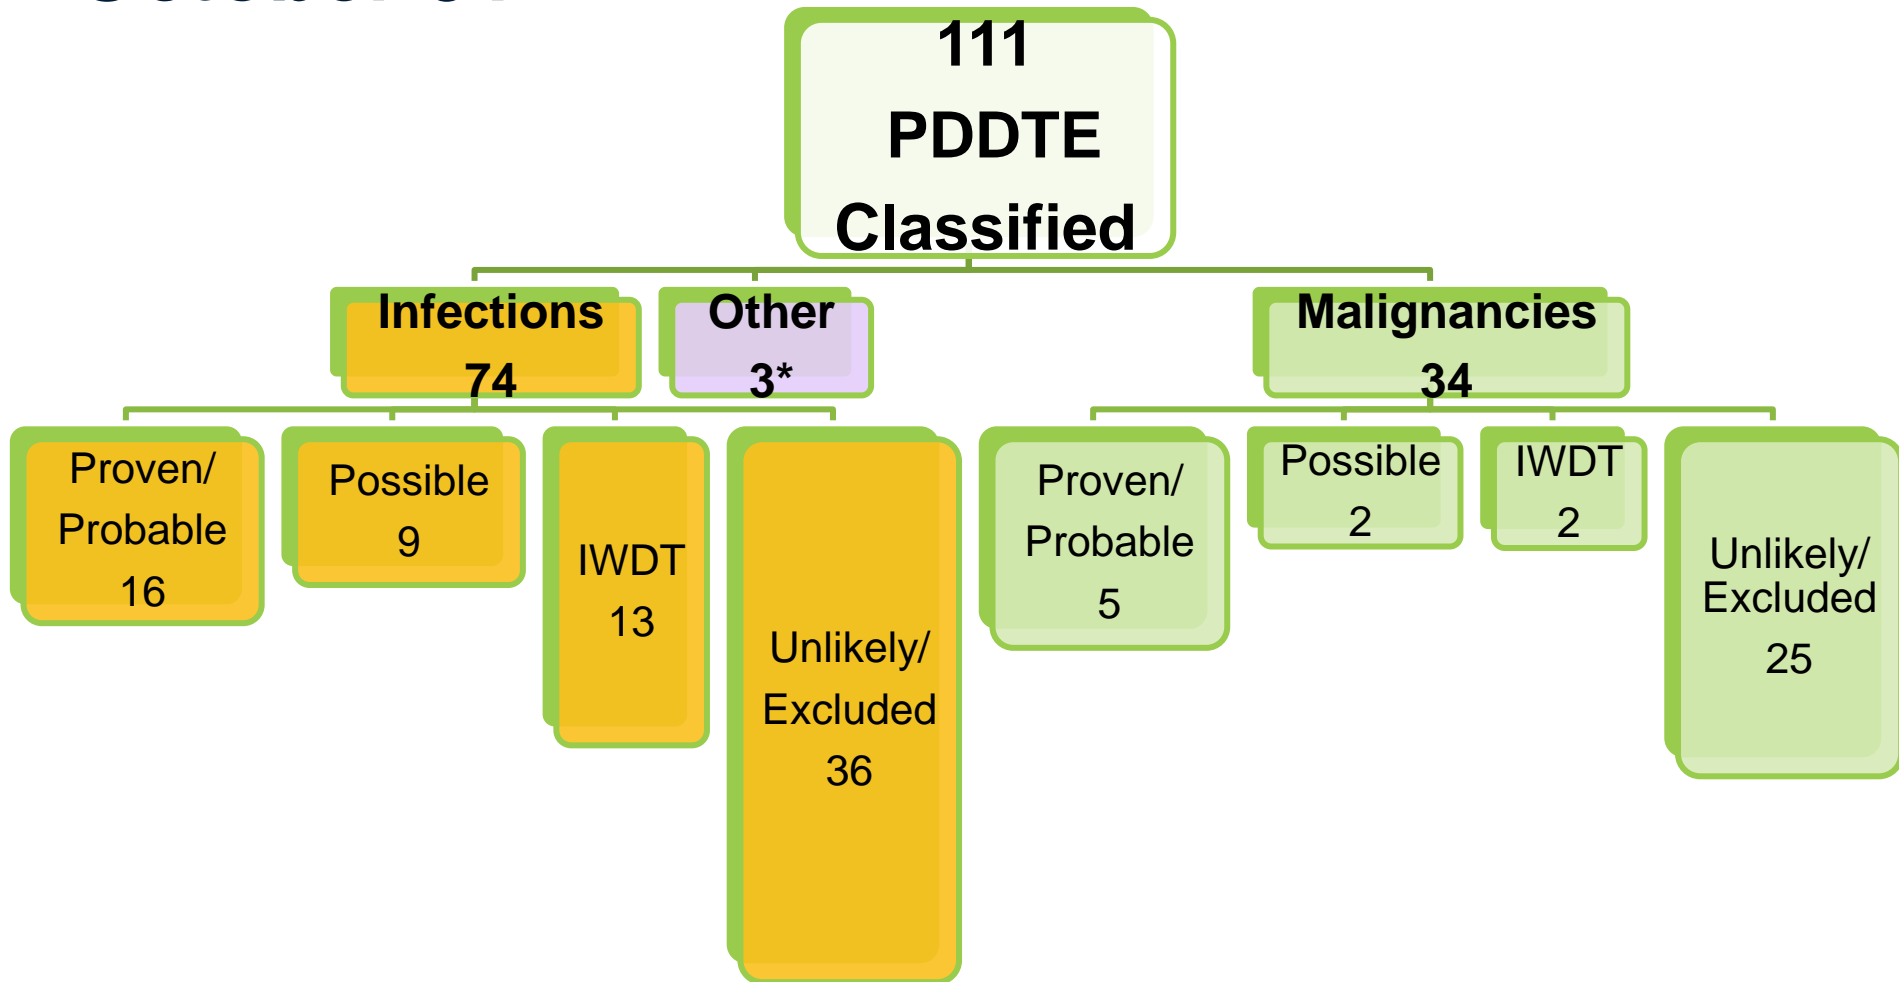 111
PDDTE
Classified
Infections
74
Other
3*
Malignancies
34
Proven/
Probable
16
Possible
9
IWDT
13
Unlikely/
Excluded
36
Proven/
Probable
5
Possible
2
IWDT
2
Unlikely/
Excluded
25